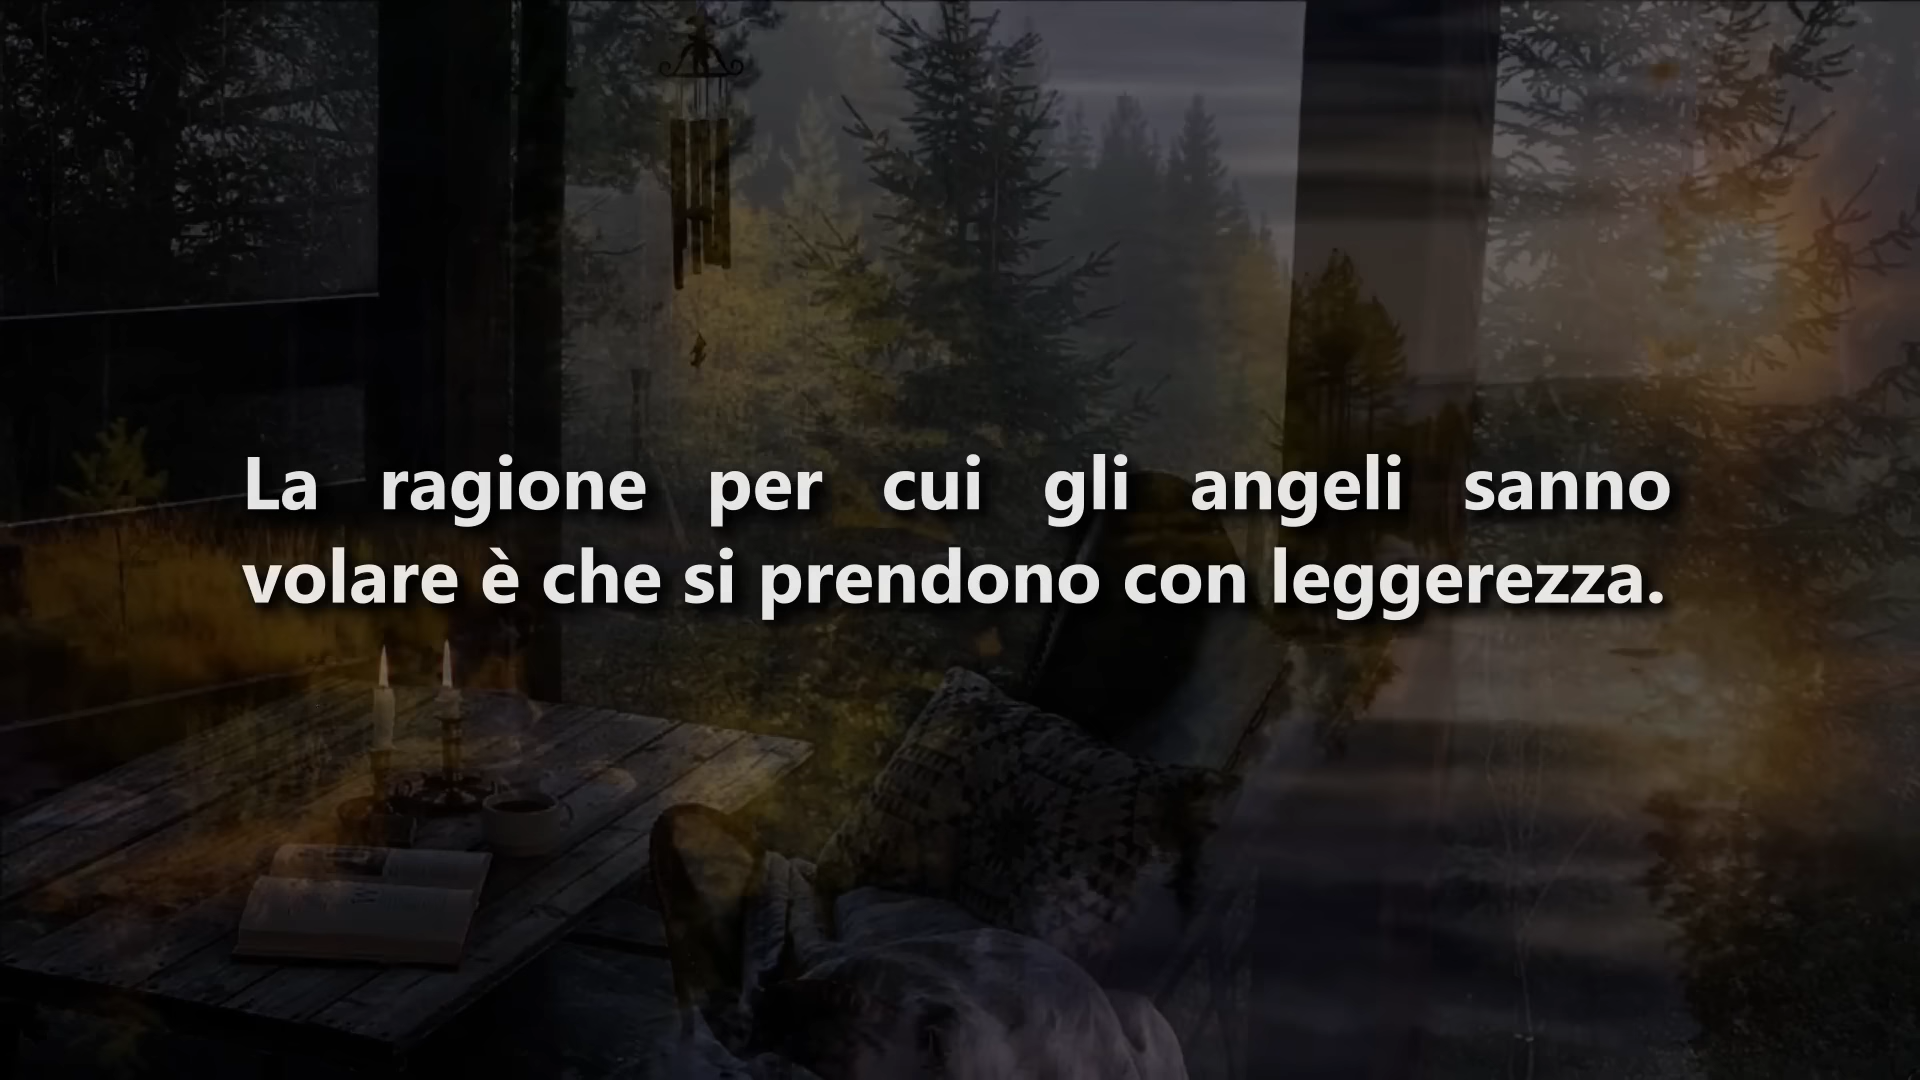 La ragione per cui gli angeli sanno
volare è che si prendono con leggerezza.